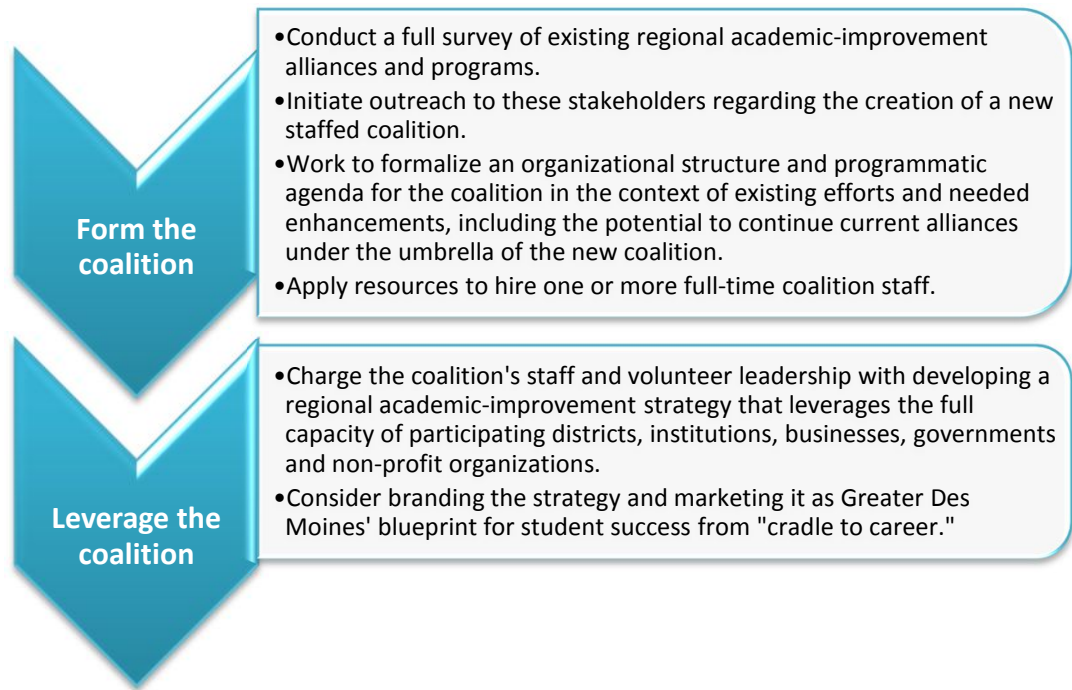 Form the
coalition
•Conduct a full survey of existing regional academic-improvement
alliances and programs.
•Initiate outreach to these stakeholders regarding the creation of a new
staffed coalition.
•Work to formalize an organizational structure and programmatic
agenda for the coalition in the context of existing efforts and needed
enhancements, including the potential to continue current alliances
under the umbrella of the new coalition.
•Apply resources to hire one or more full-time coalition staff.
Leverage the
coalition
•Charge the coalition's staff and volunteer leadership with developing a
regional academic-improvement strategy that leverages the full
capacity of participating districts, institutions, businesses, governments
and non-profit organizations.
•Consider branding the strategy and marketing it as Greater Des
Moines' blueprint for student success from "cradle to career."